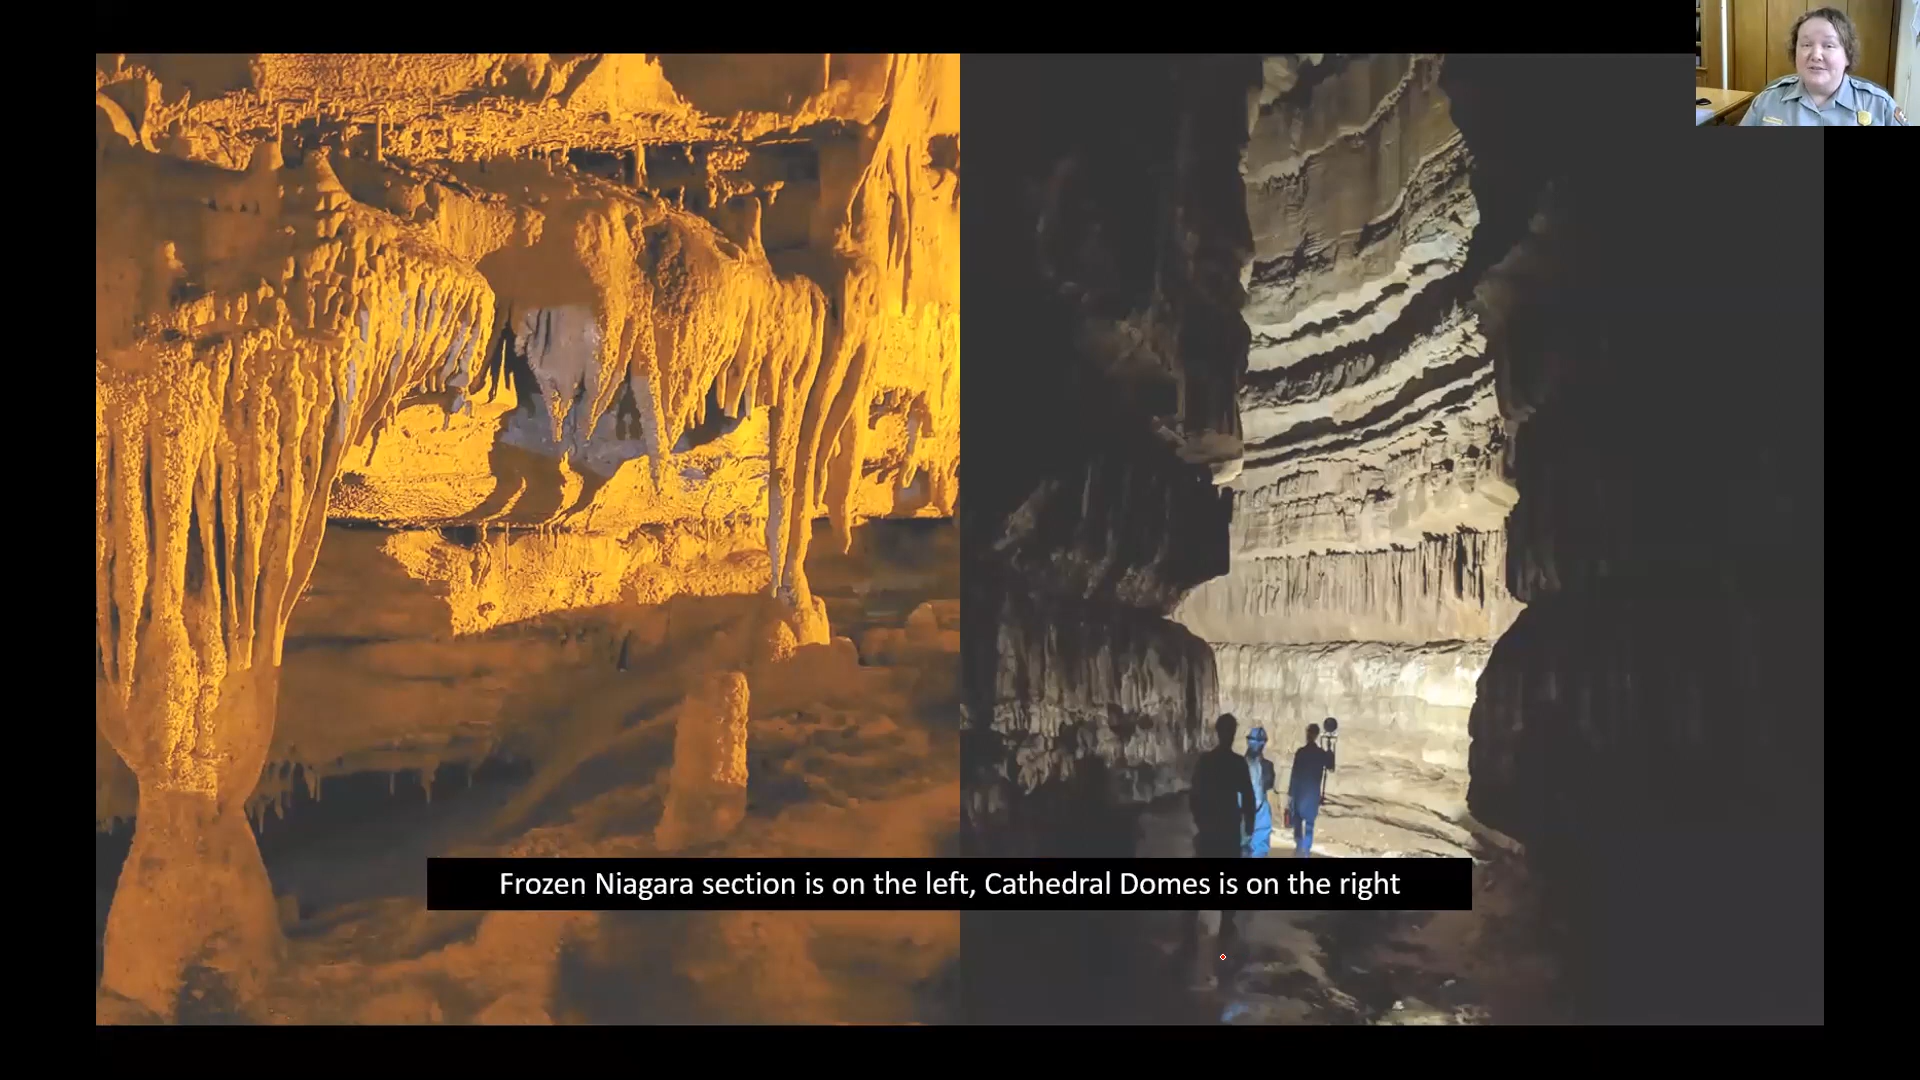 Frozen Niagara section is on the left, Cathedral Domes is on the right